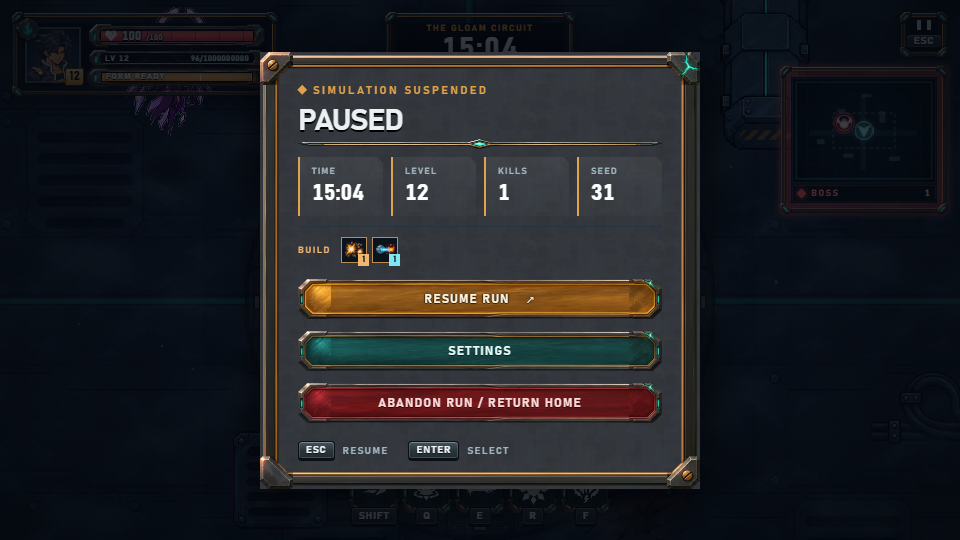 100 /100
LV 12
96/1000000000
FORM READY
12
THE GLOAM CIRCUIT
15:04
ESC
BOSS 1
SIMULATION SUSPENDED
PAUSED
TIME LEVEL KILLS SEED
15:04 12 1 31
BUILD 1 1
RESUME RUN ↗
SETTINGS
ABANDON RUN / RETURN HOME
ESC RESUME ENTER SELECT
SHIFT Q E R F